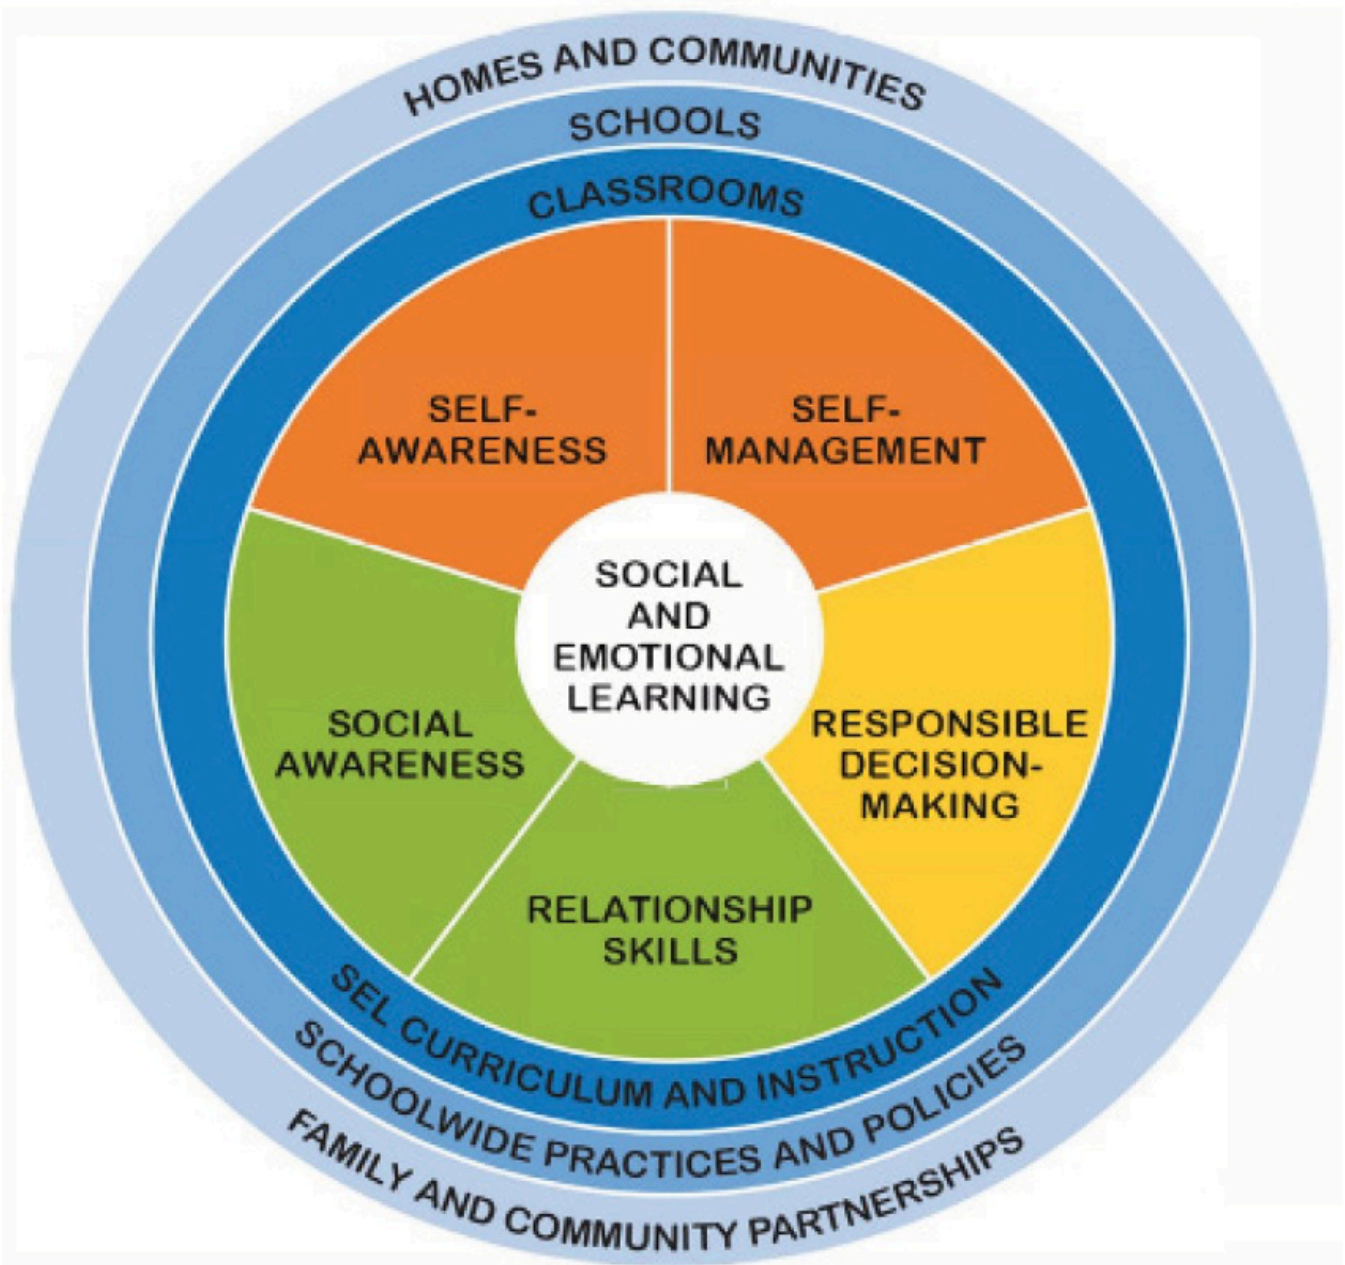 HOMES AND COMMUNITIES
SCHOOLS
CLASSROOMS
SELF-
AWARENESS
SELF-
MANAGEMENT
SOCIAL
AND
EMOTIONAL
LEARNING
SOCIAL
AWARENESS
RESPONSIBLE
DECISION-
MAKING
RELATIONSHIP
SKILLS
SEL CURRICULUM AND INSTRUCTION
SCHOOLWIDE PRACTICES AND POLICIES
FAMILY AND COMMUNITY PARTNERSHIPS